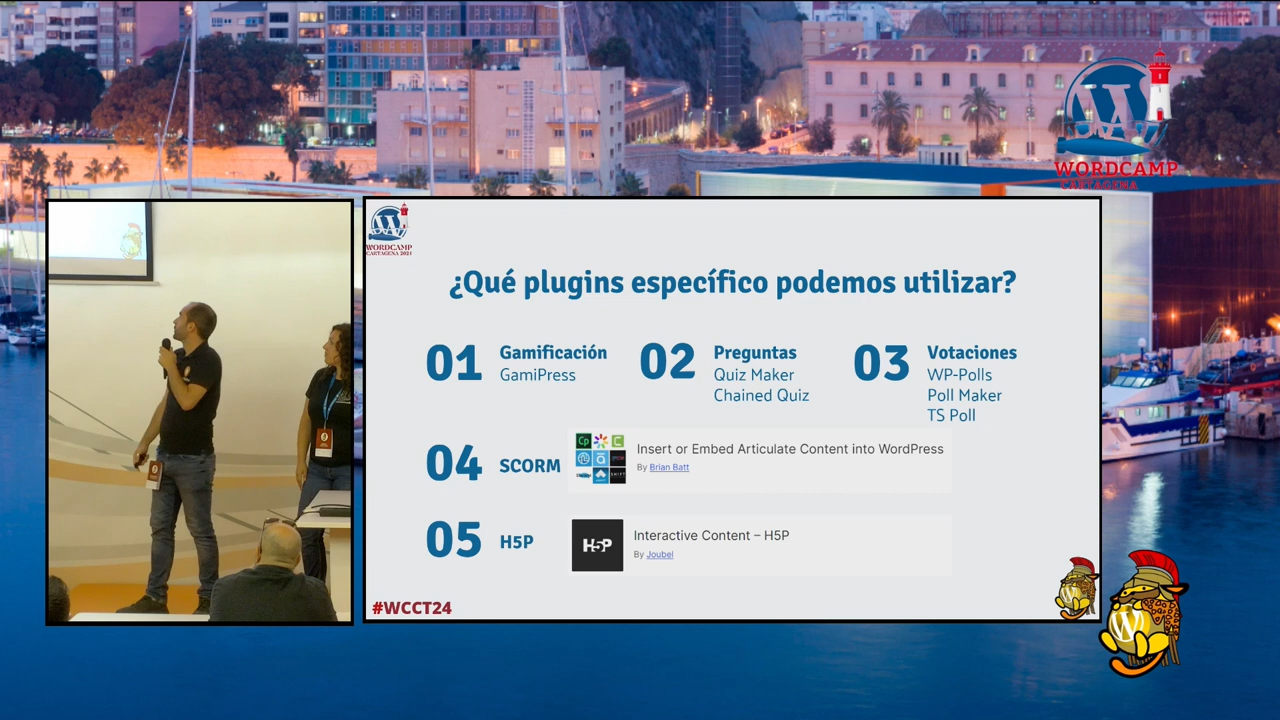 WORDCAMP
CARTAGENA
WORDCAMP
CARTAGENA 2024
¿Qué plugins específico podemos utilizar?
01 Gamificación
GamiPress
02 Preguntas
Quiz Maker
Chained Quiz
03 Votaciones
WP-Polls
Poll Maker
TS Poll
04 SCORM
Cp
C
Insert or Embed Articulate Content into WordPress
By Brian Batt
05 H5P
H5P
Interactive Content – H5P
By Joubel
#WCCT24